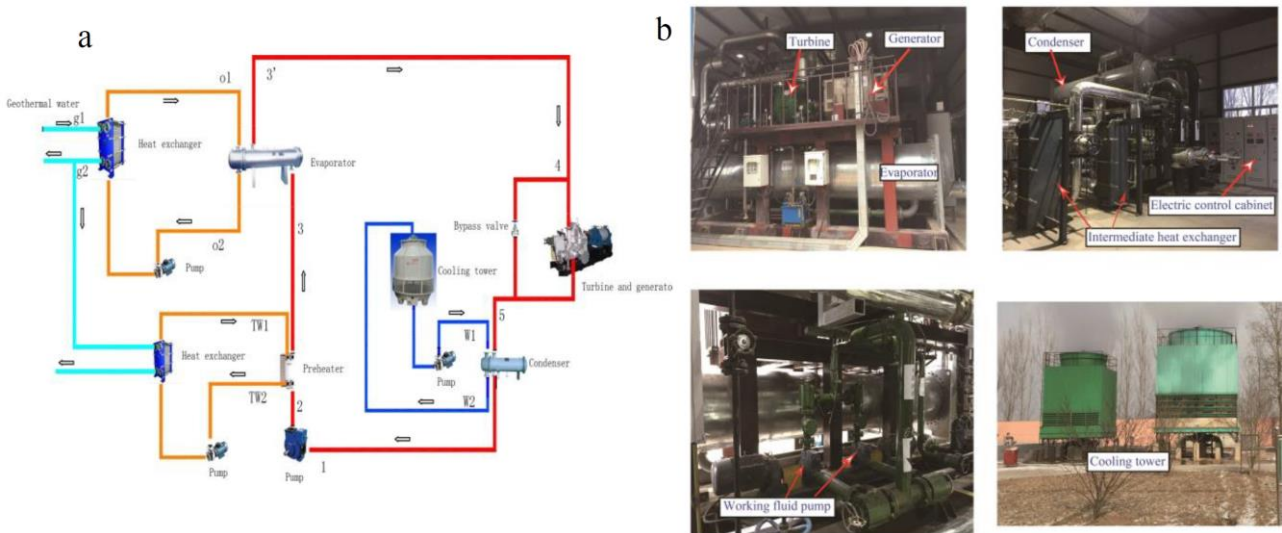 a
b
o1
3'
Geothermal water
g1
Heat exchanger
g2
Evaporator
4
3
o2
Bypass valve
Pump
Cooling tower
Turbine and generato
TW1
W1
5
Heat exchanger
Preheater
Pump
Condenser
TW2
W2
2
Pump
Pump
1
Turbine
Generator
Evaporator
Condenser
Electric control cabinet
Intermediate heat exchanger
Working fluid pump
Cooling tower